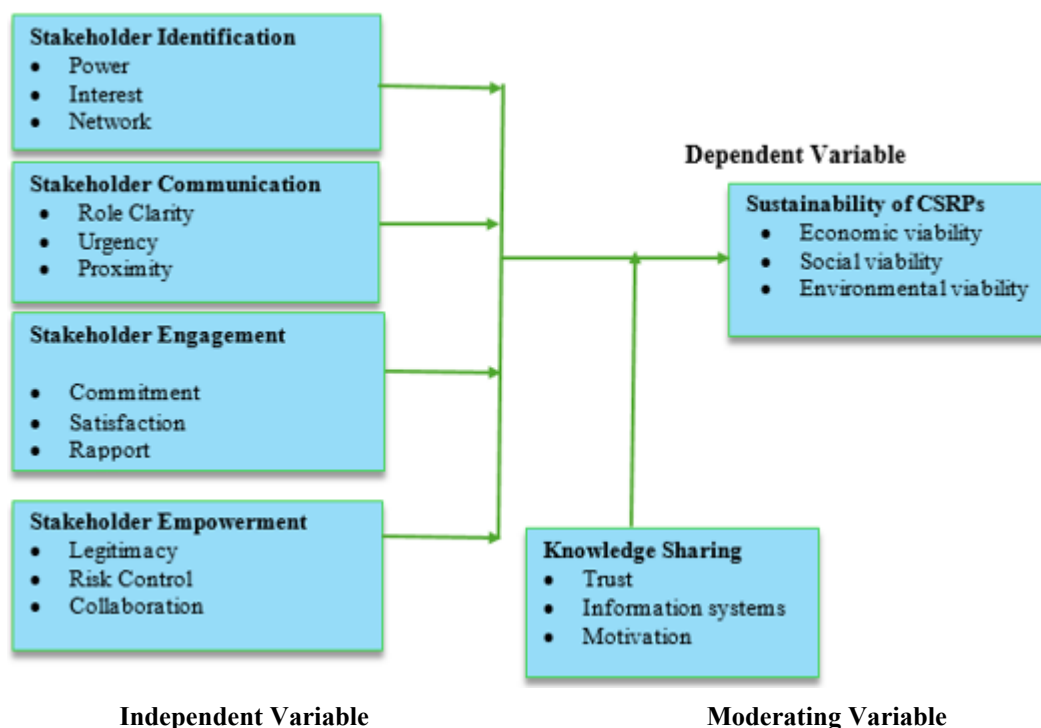 Stakeholder Identification
• Power
• Interest
• Network
Stakeholder Communication
• Role Clarity
• Urgency
• Proximity
Stakeholder Engagement
• Commitment
• Satisfaction
• Rapport
Stakeholder Empowerment
• Legitimacy
• Risk Control
• Collaboration
Dependent Variable
Sustainability of CSRPs
• Economic viability
• Social viability
• Environmental viability
Knowledge Sharing
• Trust
• Information systems
• Motivation
Independent Variable
Moderating Variable